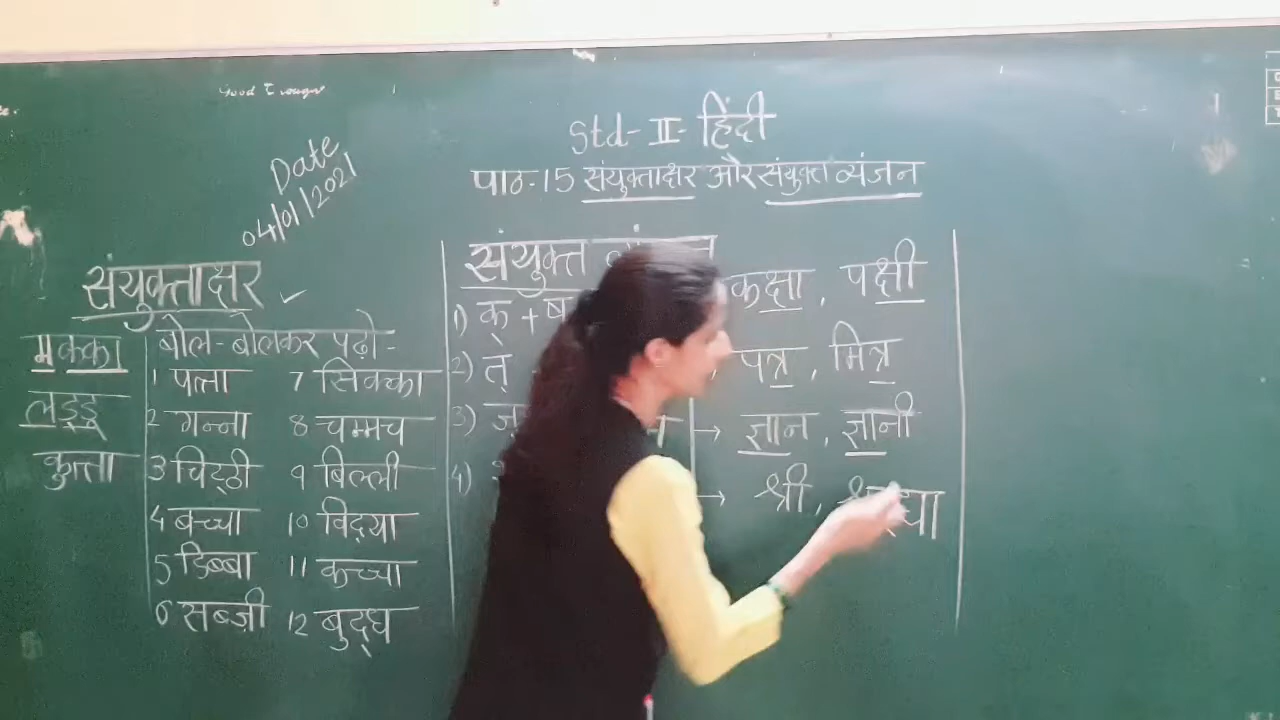 Std - II - हिंदी
पाठ-15 संयुक्ताक्षर और संयुक्त व्यंजन
Date
04/01/2021
संयुक्ताक्षर ✓
मक्का
लड्डू
कुत्ता
बोल-बोलकर पढ़ो-
1 पत्ता 7 सिक्का
2 गन्ना 8 चम्मच
3 चिट्ठी 9 बिल्ली
4 बच्चा 10 विद्या
5 डिब्बा 11 कच्चा
6 सब्ज़ी 12 बुद्ध
संयुक्त
1) क् + ष कक्षा, पक्षी
2) त् , पत्र, मित्र
3) ज् → ज्ञान, ज्ञानी
4) → श्री,